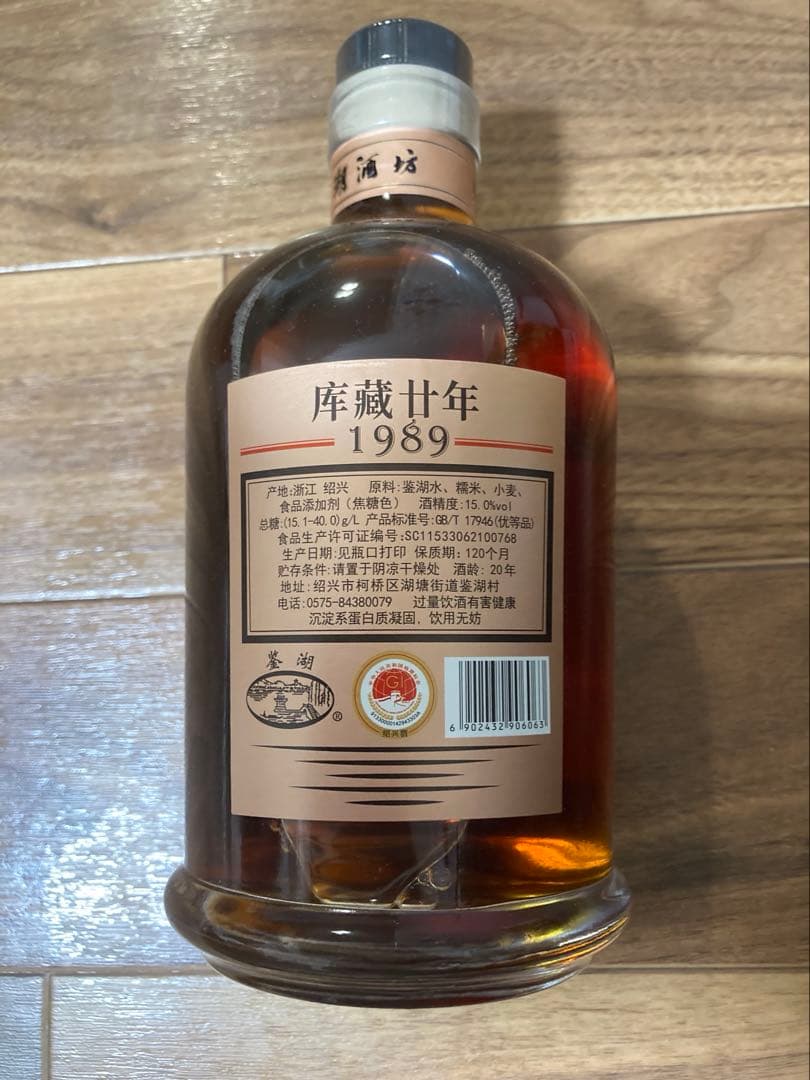 湖酒坊
库藏廿年
1989
产地:浙江 绍兴 原料:鉴湖水、糯米、小麦、
食品添加剂（焦糖色） 酒精度:15.0%vol
总糖:(15.1-40.0)g/L 产品标准号:GB/T 17946(优等品)
食品生产许可证编号:SC11533062100768
生产日期:见瓶口打印 保质期:120个月
贮存条件:请置于阴凉干燥处 酒龄: 20年
地址:绍兴市柯桥区湖塘街道鉴湖村
电话:0575-84380079 过量饮酒有害健康
沉淀系蛋白质凝固，饮用无妨
鉴湖
®
GI
绍兴酒
6 902432 906063